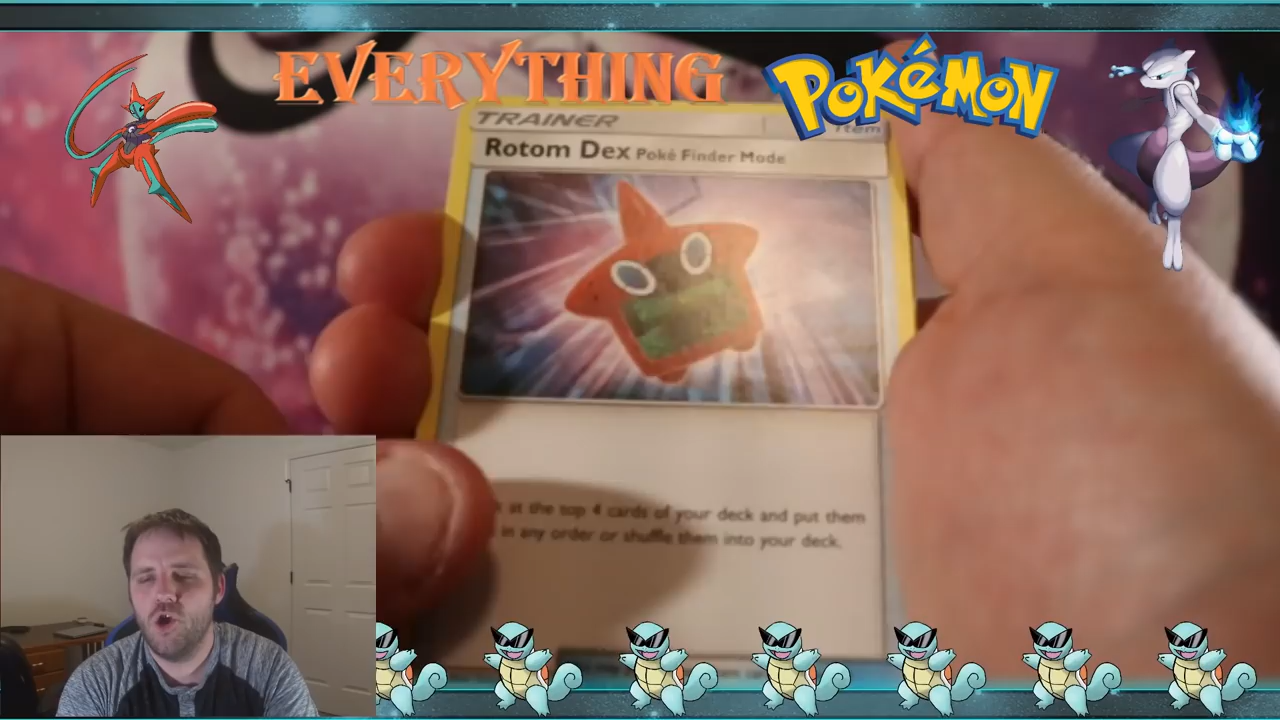 EVERYTHING POKéMON
TRAINER
Item
Rotom Dex Poké Finder Mode
at the top 4 cards of your deck and put them
in any order or shuffle them into your deck.